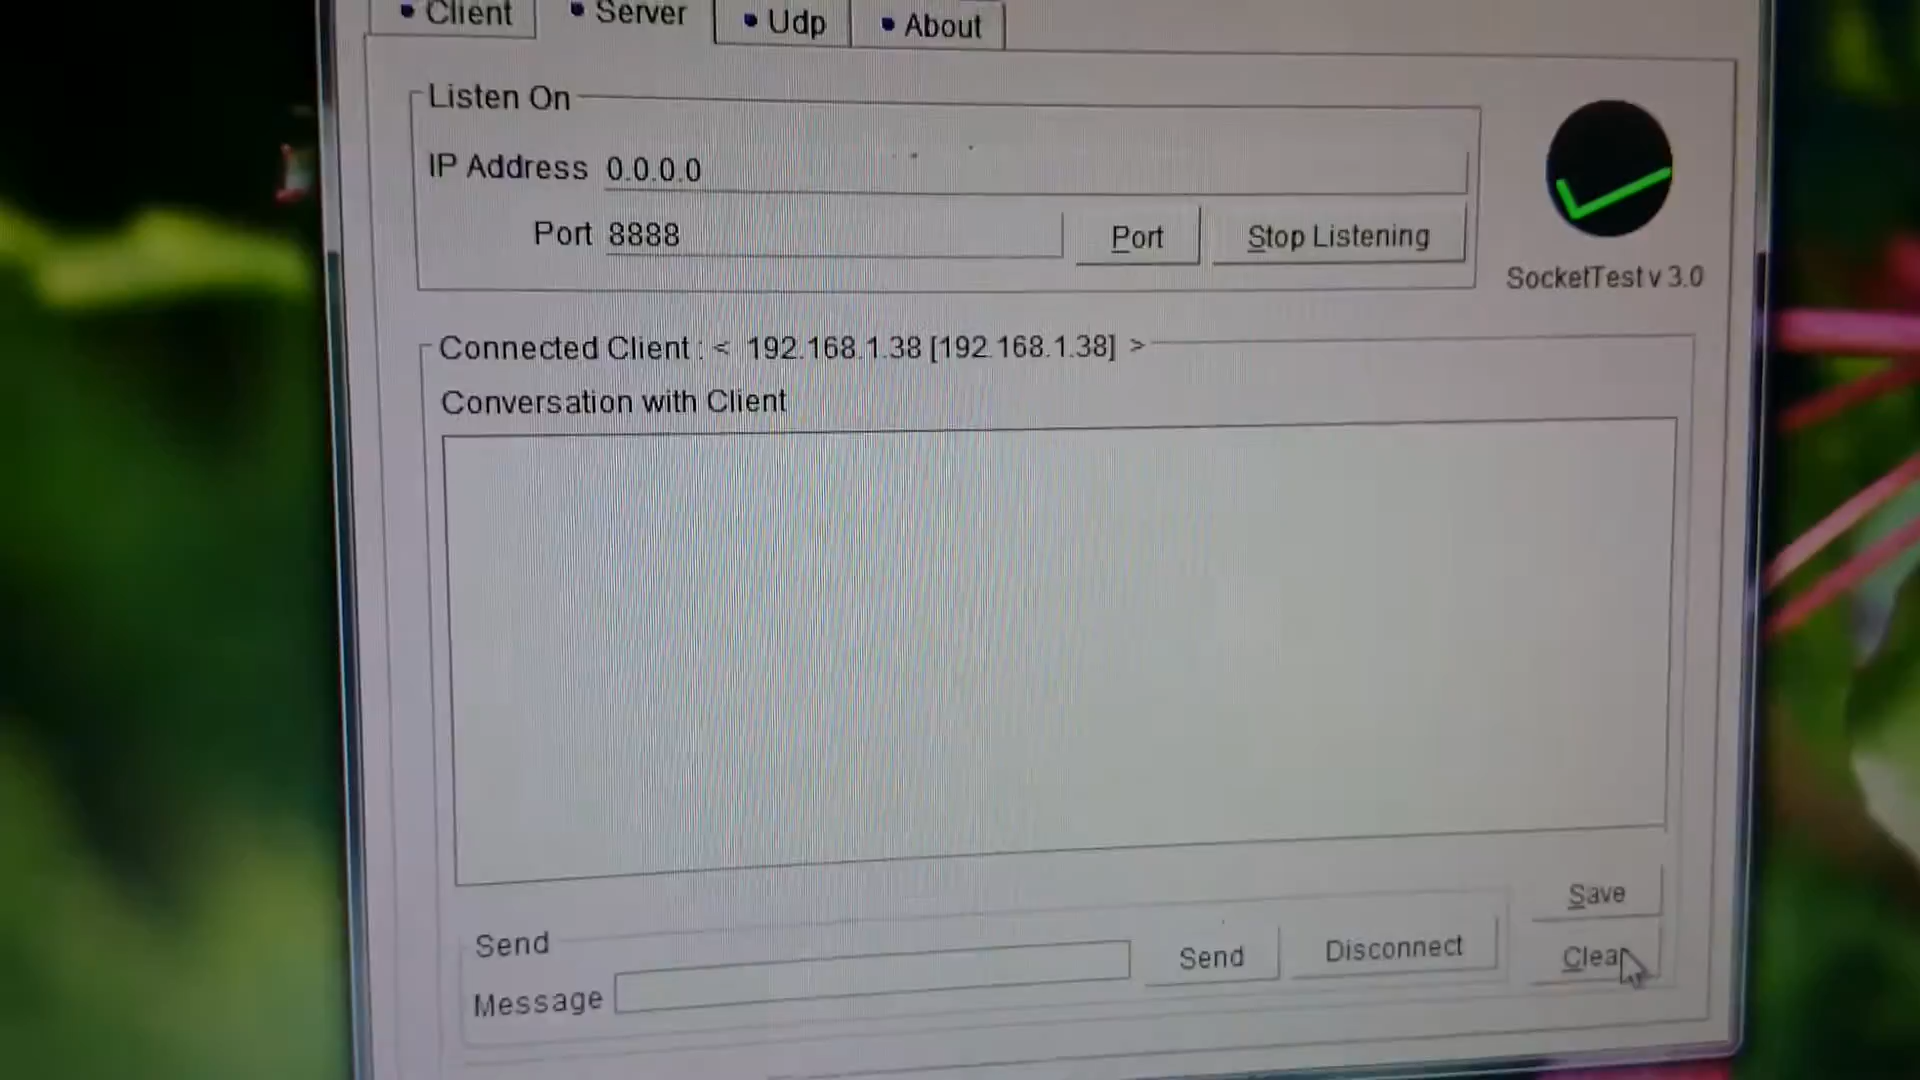 • Client • Server • Udp • About
Listen On
IP Address 0.0.0.0
Port 8888 Port Stop Listening
SocketTest v 3.0
Connected Client : < 192.168.1.38 [192.168.1.38] >
Conversation with Client
Save
Send
Message Send Disconnect Clea